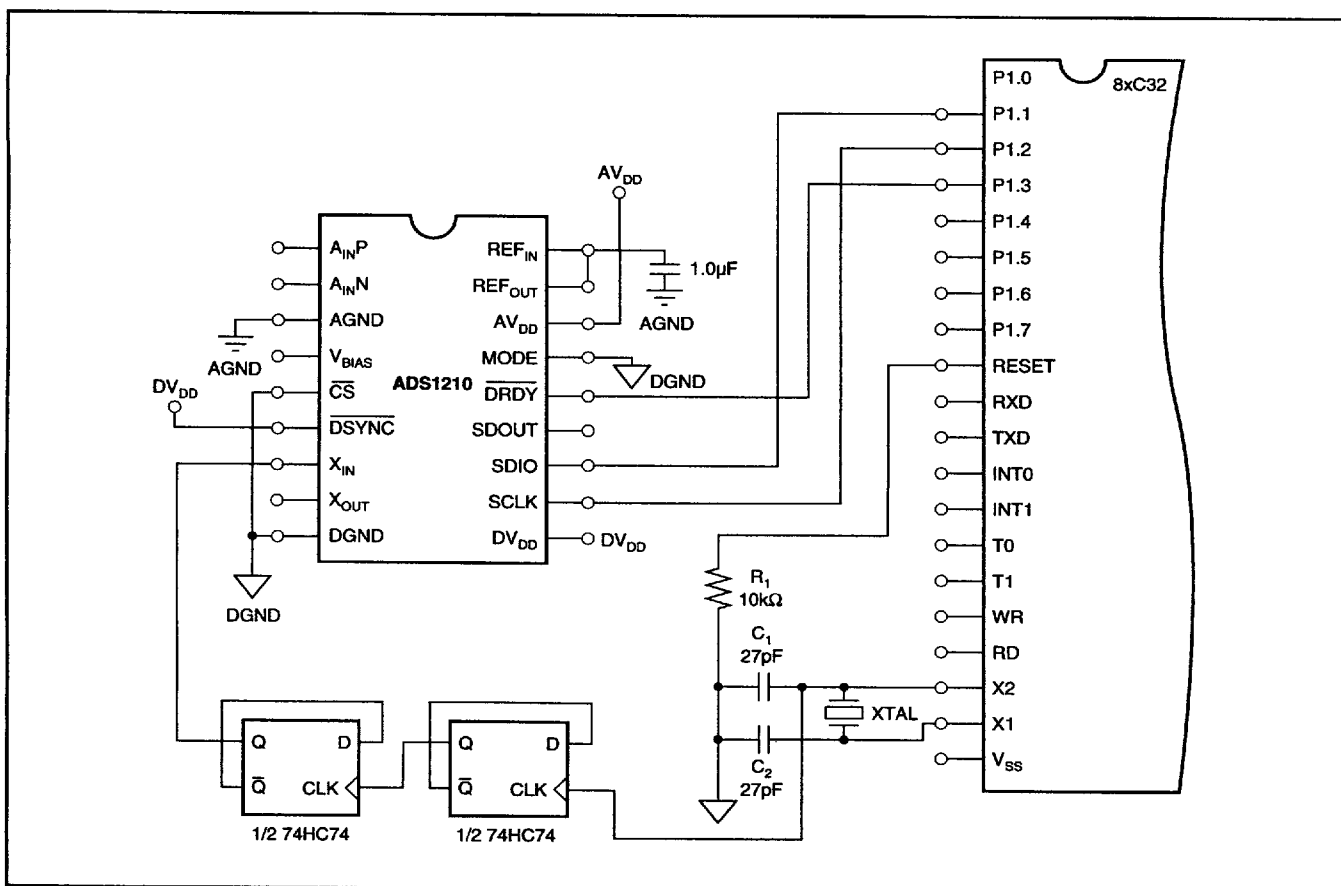 8xC32
P1.0
P1.1
P1.2
P1.3
P1.4
P1.5
P1.6
P1.7
RESET
RXD
TXD
INT0
INT1
T0
T1
WR
RD
X2
X1
VSS
AVDD
AINP
AINN
AGND
VBIAS
CS
DSYNC
XIN
XOUT
DGND
ADS1210
REFIN
REFOUT
AVDD
MODE
DRDY
SDOUT
SDIO
SCLK
DVDD
1.0µF
AGND
AGND
DVDD
DGND
DVDD
DGND
R1
10kΩ
C1
27pF
XTAL
C2
27pF
Q D
Q CLK
1/2 74HC74
Q D
Q CLK
1/2 74HC74